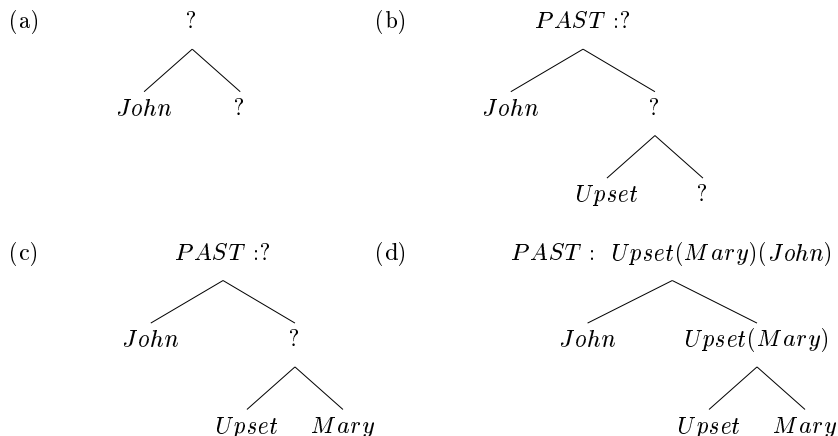 (a) ? (b) PAST :?
John ? John ?
Upset ?
(c) PAST :? (d) PAST : Upset(Mary)(John)
John ? John Upset(Mary)
Upset Mary Upset Mary